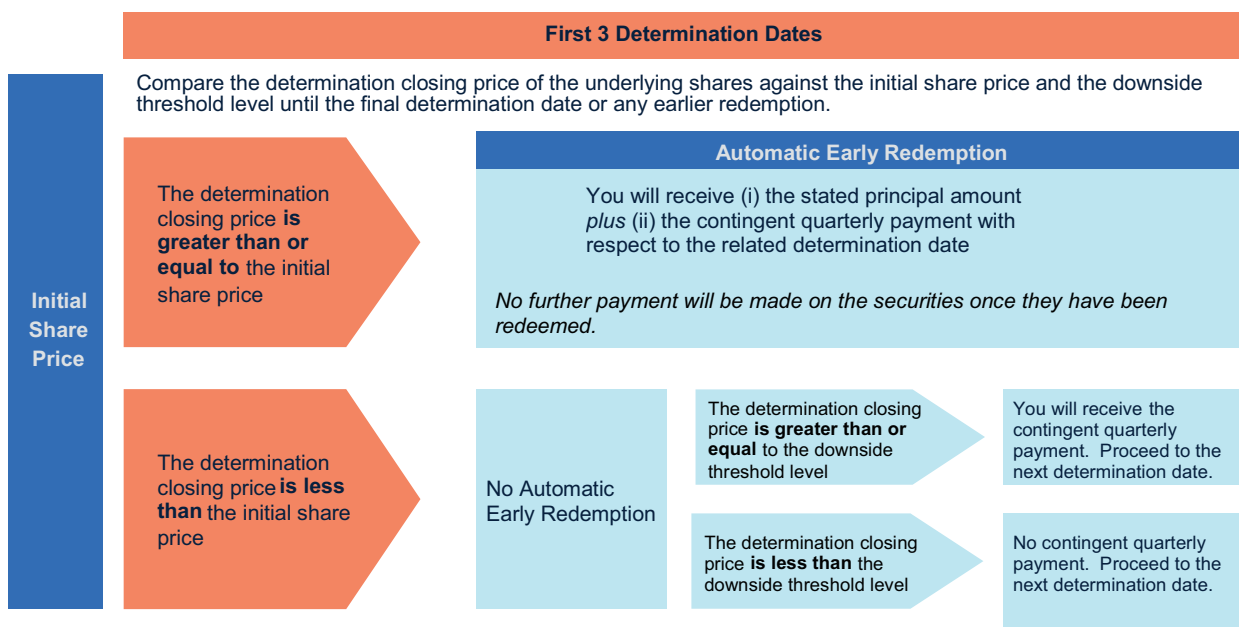 First 3 Determination Dates
Compare the determination closing price of the underlying shares against the initial share price and the downside
threshold level until the final determination date or any earlier redemption.
Initial
Share
Price
The determination
closing price is
greater than or
equal to the initial
share price
Automatic Early Redemption
You will receive (i) the stated principal amount
plus (ii) the contingent quarterly payment with
respect to the related determination date
No further payment will be made on the securities once they have been
redeemed.
The determination
closing price is less
than the initial share
price
No Automatic
Early Redemption
The determination closing
price is greater than or
equal to the downside
threshold level
You will receive the
contingent quarterly
payment. Proceed to the
next determination date.
The determination closing
price is less than the
downside threshold level
No contingent quarterly
payment. Proceed to the
next determination date.